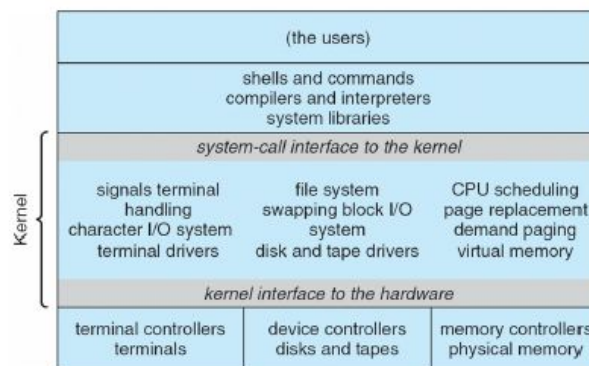 (the users)
shells and commands
compilers and interpreters
system libraries
system-call interface to the kernel
Kernel
signals terminal
handling
character I/O system
terminal drivers
file system
swapping block I/O
system
disk and tape drivers
CPU scheduling
page replacement
demand paging
virtual memory
kernel interface to the hardware
terminal controllers
terminals
device controllers
disks and tapes
memory controllers
physical memory